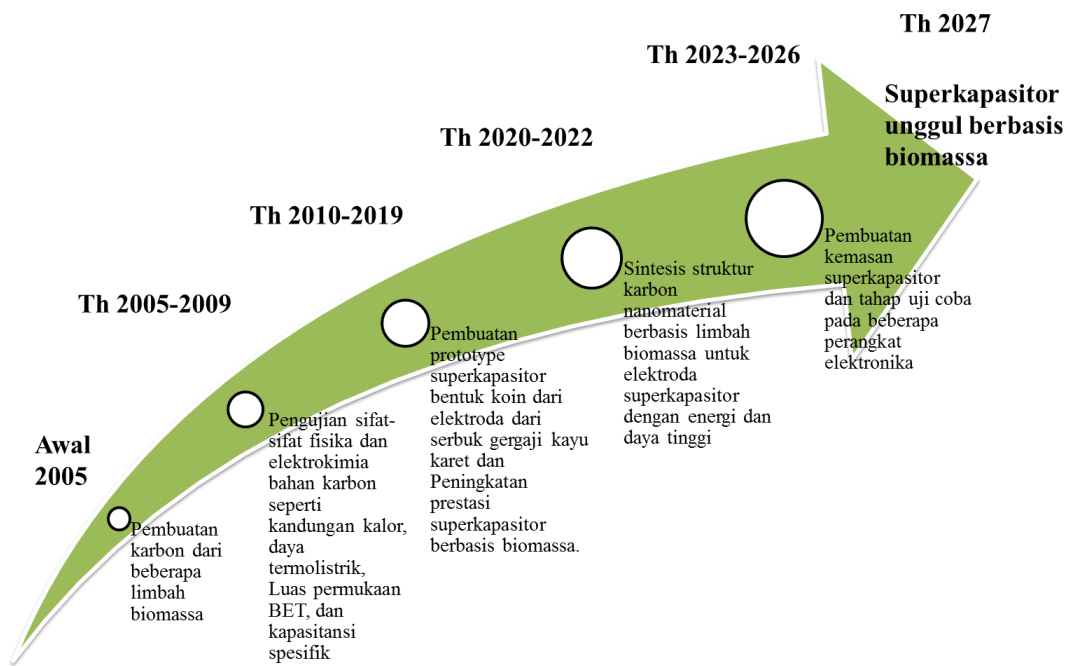 Awal
2005
Pembuatan
karbon dari
beberapa
limbah
biomassa
Th 2005-2009
Pengujian sifat-
sifat fisika dan
elektrokimia
bahan karbon
seperti
kandungan kalor,
daya
termolistrik,
Luas permukaan
BET, dan
kapasitansi
spesifik
Th 2010-2019
Pembuatan
prototype
superkapasitor
bentuk koin dari
elektroda dari
serbuk gergaji kayu
karet dan
Peningkatan
prestasi
superkapasitor
berbasis biomassa.
Th 2020-2022
Sintesis struktur
karbon
nanomaterial
berbasis limbah
biomassa untuk
elektroda
superkapasitor
dengan energi dan
daya tinggi
Th 2023-2026
Pembuatan
kemasan
superkapasitor
dan tahap uji coba
pada beberapa
perangkat
elektronika
Th 2027
Superkapasitor
unggul berbasis
biomassa